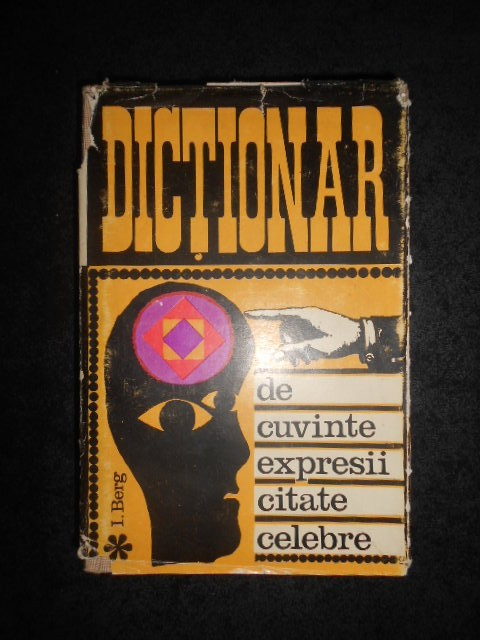 DICȚIONAR
de
cuvinte
expresii
citate
celebre
I. Berg